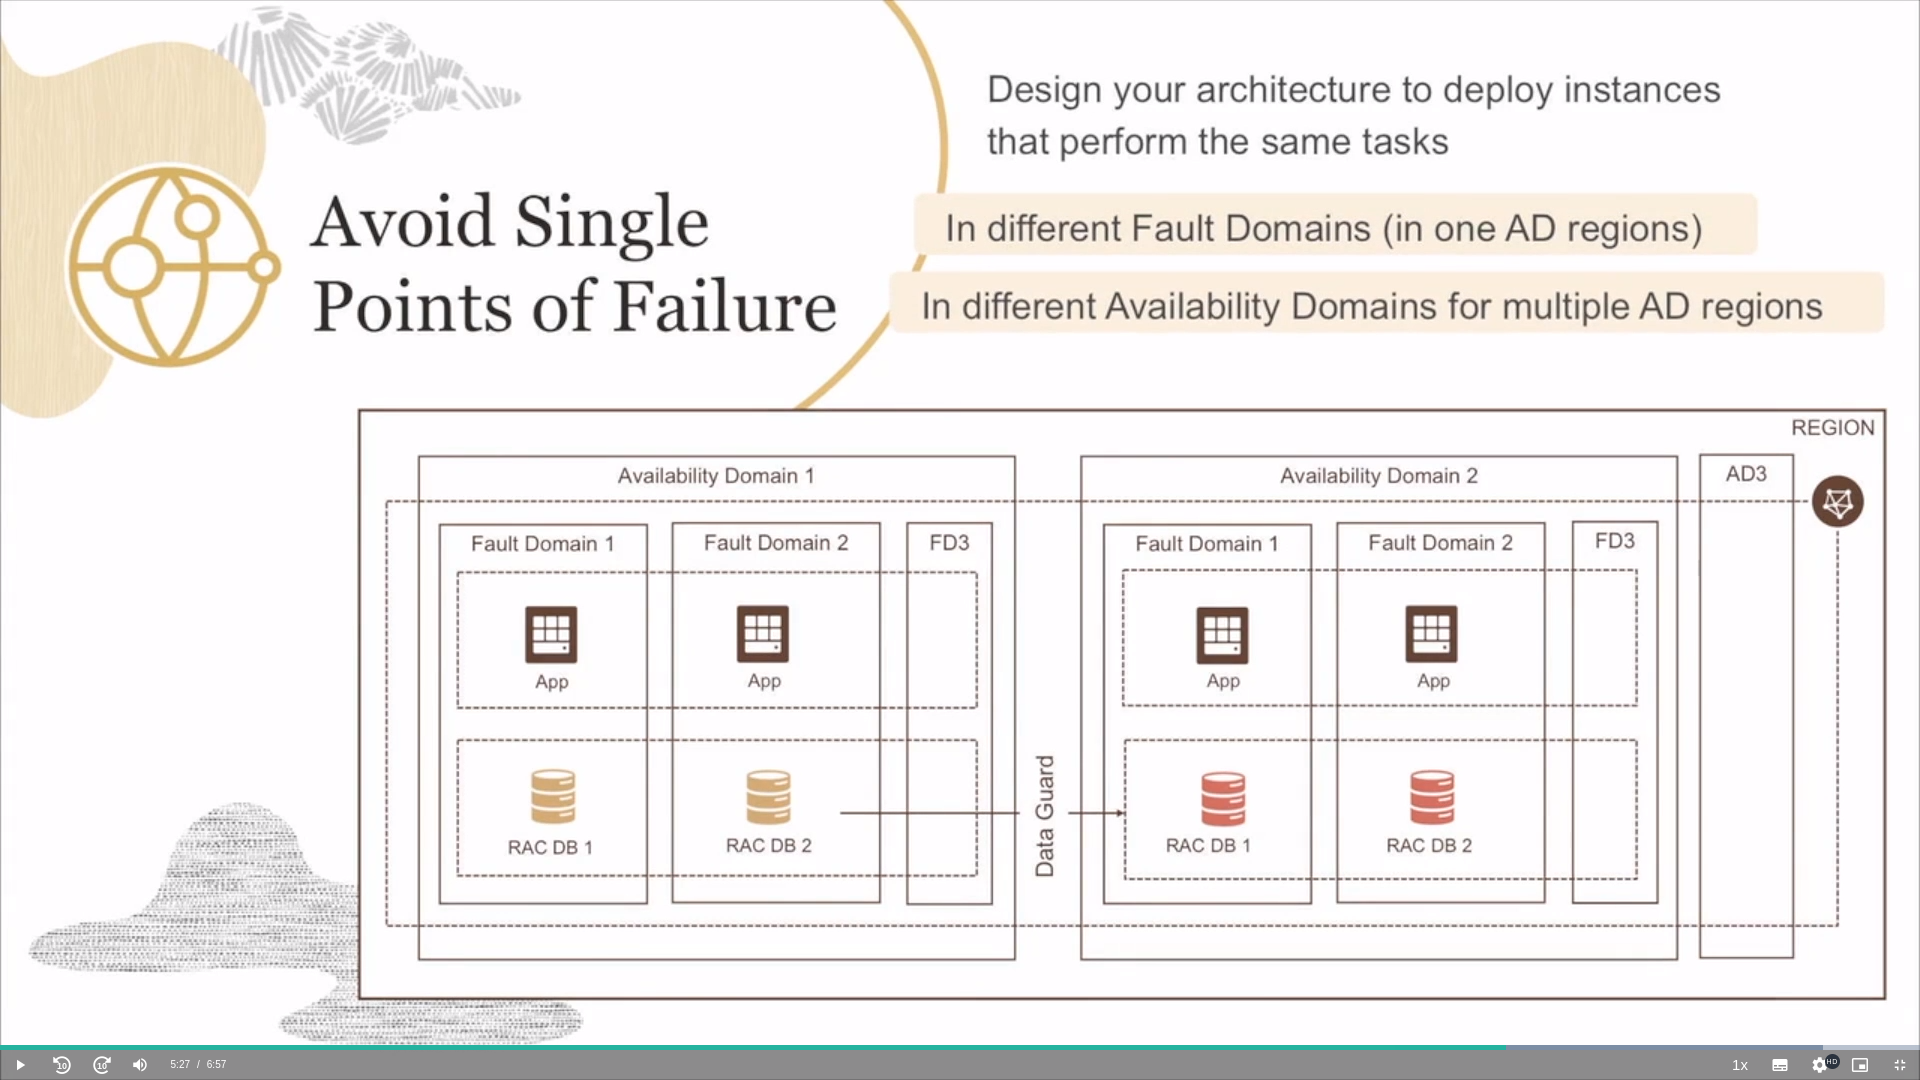 Avoid Single
Points of Failure
Design your architecture to deploy instances
that perform the same tasks
In different Fault Domains (in one AD regions)
In different Availability Domains for multiple AD regions
REGION
Availability Domain 1
Fault Domain 1
Fault Domain 2
FD3
App
App
RAC DB 1
RAC DB 2
Data Guard
Availability Domain 2
Fault Domain 1
Fault Domain 2
FD3
App
App
RAC DB 1
RAC DB 2
AD3
10
10
5:27 / 6:57
1x
HD